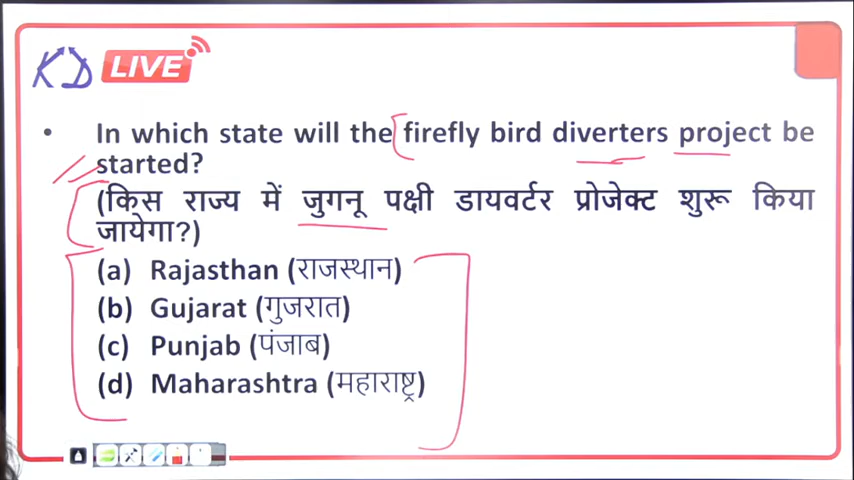 KD LIVE
• In which state will the firefly bird diverters project be
started?
(किस राज्य में जुगनू पक्षी डायवर्टर प्रोजेक्ट शुरू किया
जायेगा?)
(a) Rajasthan (राजस्थान)
(b) Gujarat (गुजरात)
(c) Punjab (पंजाब)
(d) Maharashtra (महाराष्ट्र)